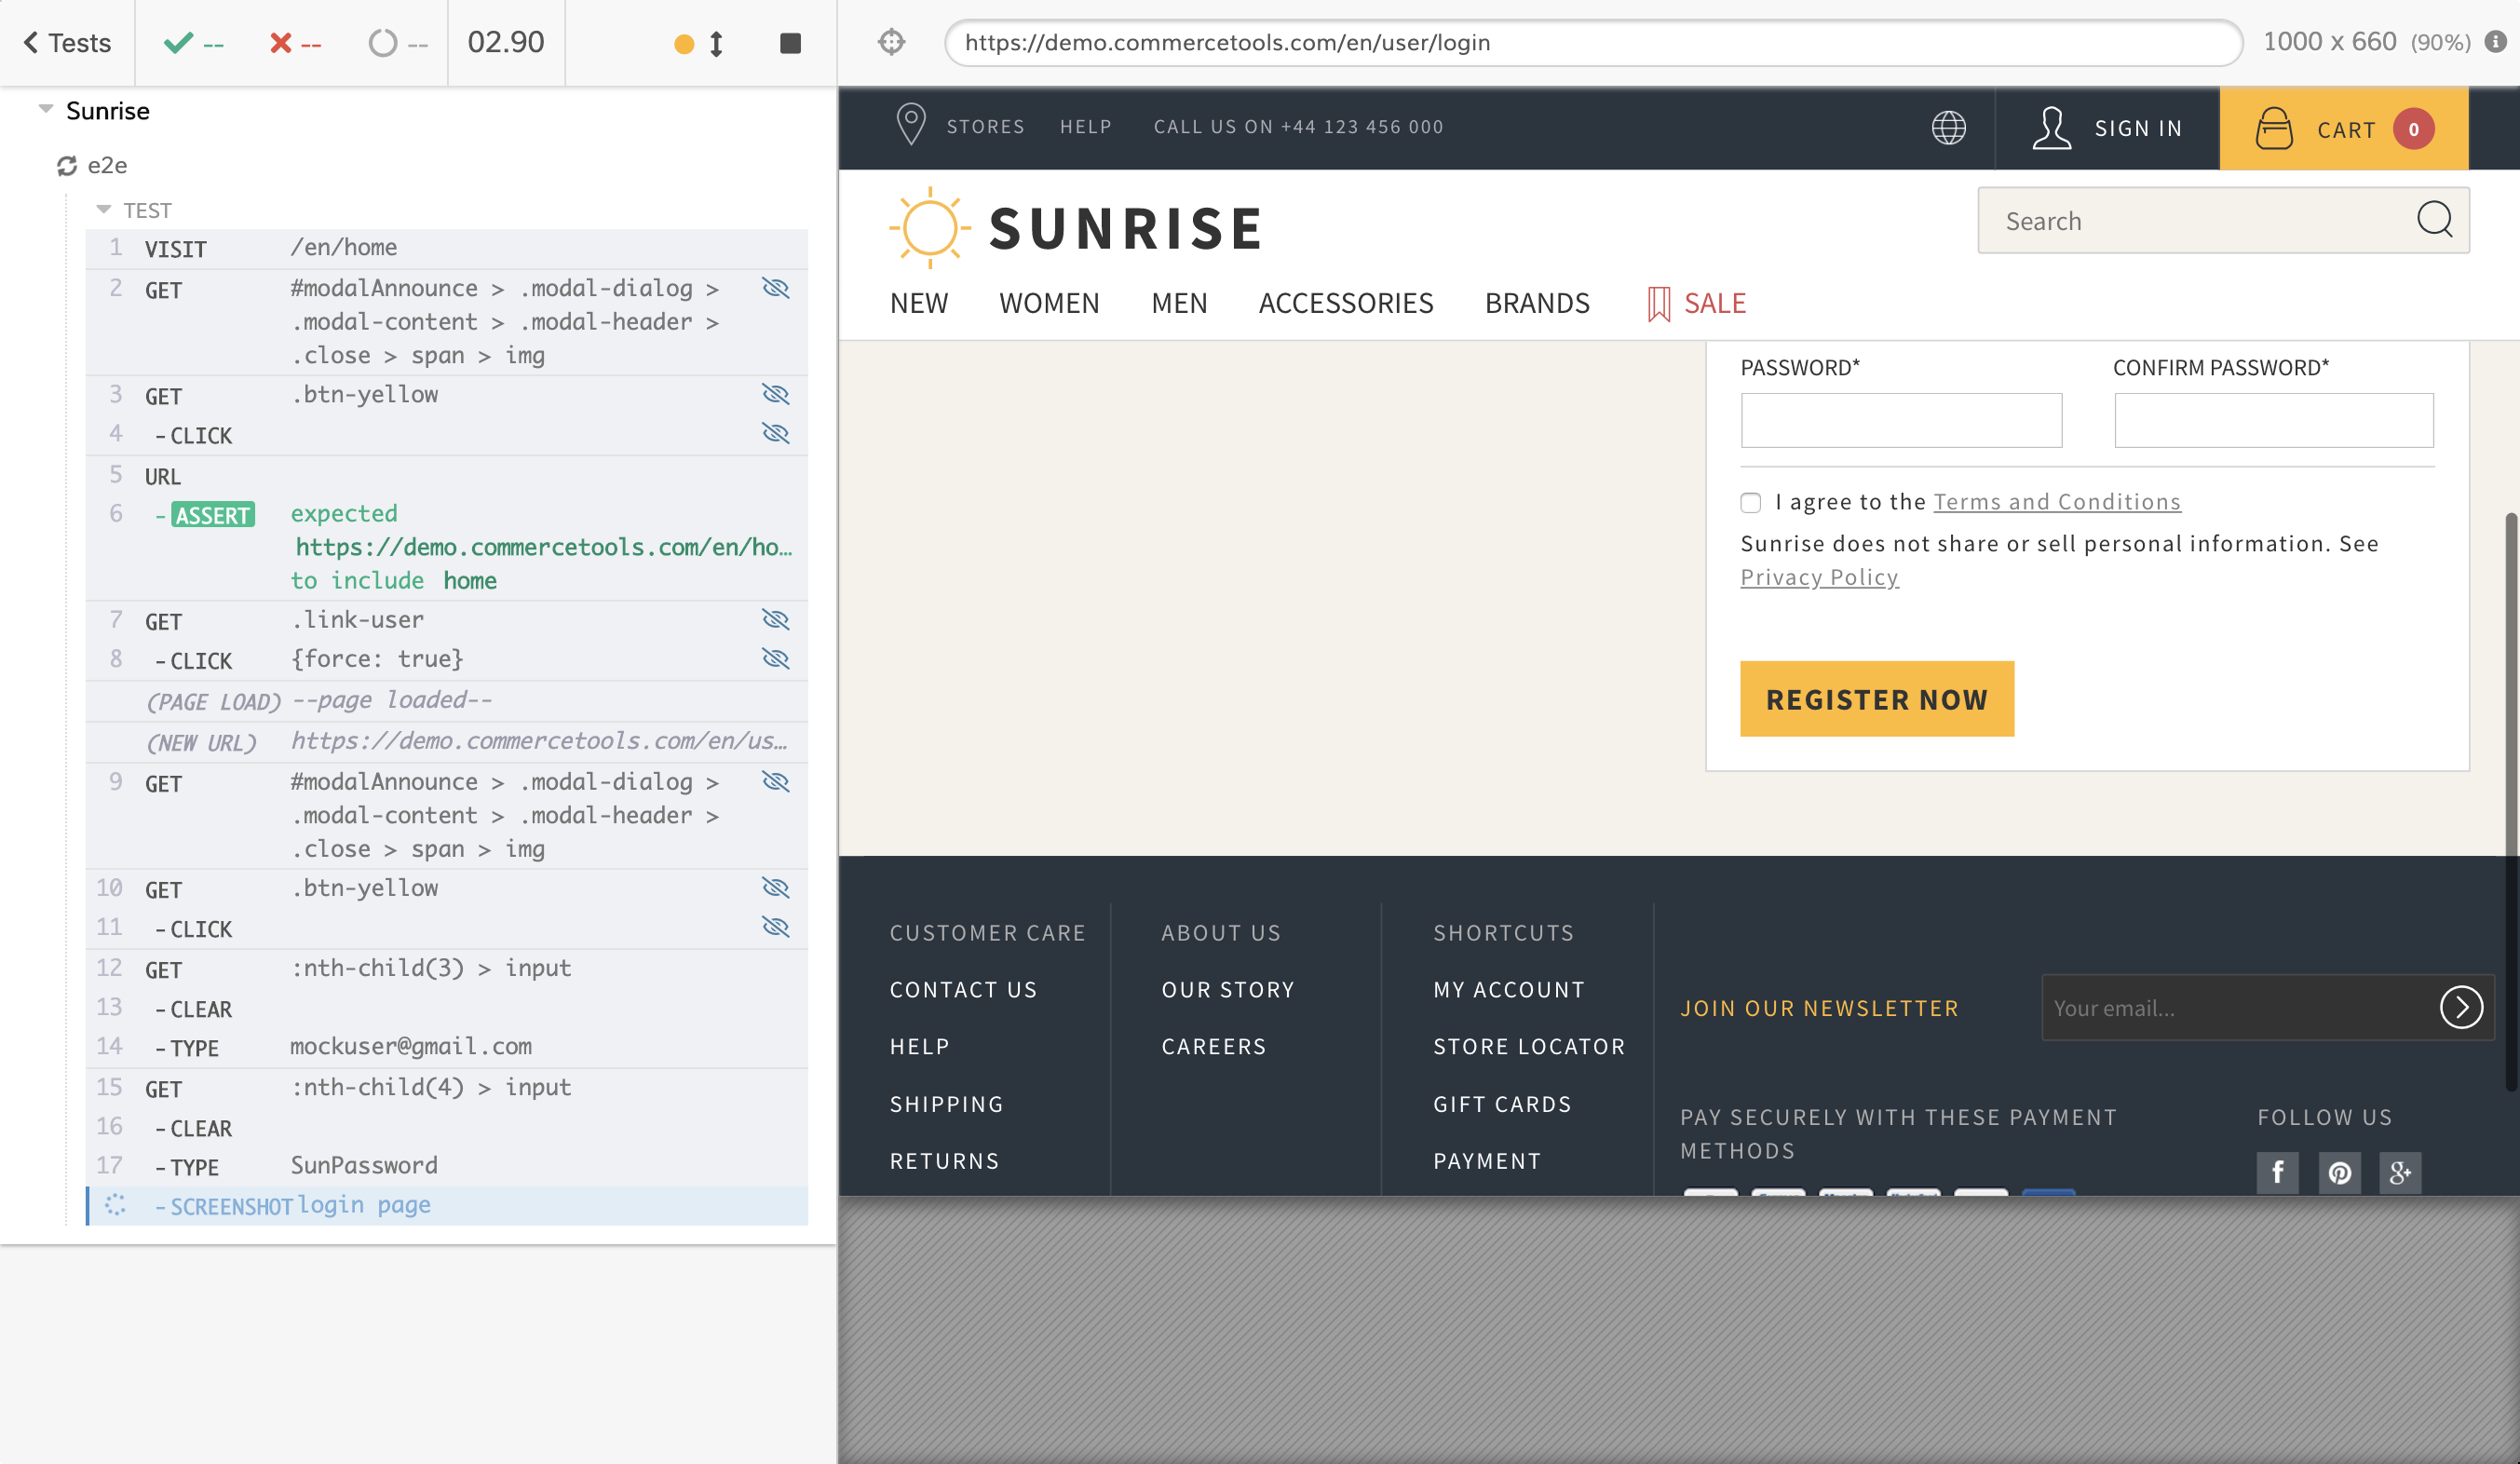 Tests -- -- -- 02.90
https://demo.commercetools.com/en/user/login
1000 x 660 (90%)
Sunrise
e2e
TEST
1 VISIT /en/home
2 GET #modalAnnounce > .modal-dialog >
.modal-content > .modal-header >
.close > span > img
3 GET .btn-yellow
4 -CLICK
5 URL
6 -ASSERT expected
https://demo.commercetools.com/en/ho…
to include home
7 GET .link-user
8 -CLICK {force: true}
(PAGE LOAD) --page loaded--
(NEW URL) https://demo.commercetools.com/en/us…
9 GET #modalAnnounce > .modal-dialog >
.modal-content > .modal-header >
.close > span > img
10 GET .btn-yellow
11 -CLICK
12 GET :nth-child(3) > input
13 -CLEAR
14 -TYPE mockuser@gmail.com
15 GET :nth-child(4) > input
16 -CLEAR
17 -TYPE SunPassword
-SCREENSHOT login page
STORES HELP CALL US ON +44 123 456 000
SIGN IN
CART 0
SUNRISE
Search
NEW WOMEN MEN ACCESSORIES BRANDS SALE
PASSWORD* CONFIRM PASSWORD*
I agree to the Terms and Conditions
Sunrise does not share or sell personal information. See
Privacy Policy
REGISTER NOW
CUSTOMER CARE
CONTACT US
HELP
SHIPPING
RETURNS
ABOUT US
OUR STORY
CAREERS
SHORTCUTS
MY ACCOUNT
STORE LOCATOR
GIFT CARDS
PAYMENT
JOIN OUR NEWSLETTER
Your email...
PAY SECURELY WITH THESE PAYMENT
METHODS
FOLLOW US